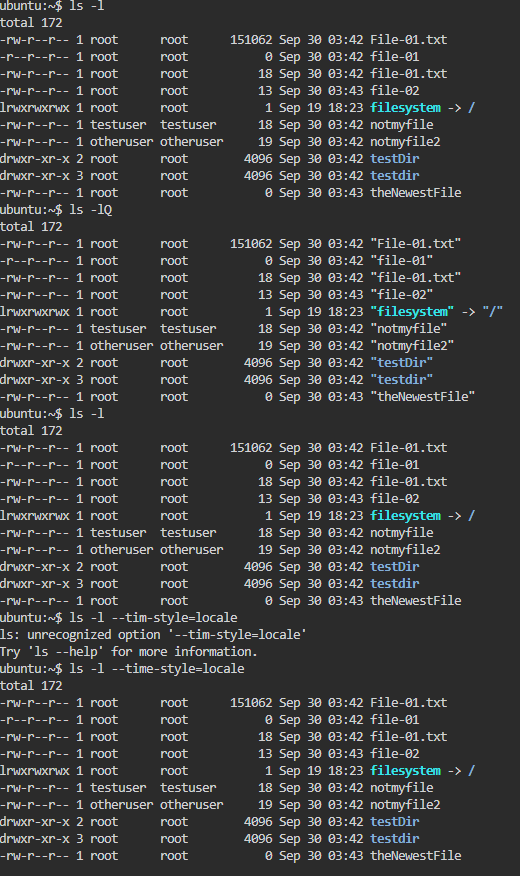 ubuntu:~$ ls -l
total 172
-rw-r--r-- 1 root      root      151062 Sep 30 03:42 File-01.txt
-r--r--r-- 1 root      root           0 Sep 30 03:42 file-01
-rw-r--r-- 1 root      root          18 Sep 30 03:42 file-01.txt
-rw-r--r-- 1 root      root          13 Sep 30 03:43 file-02
lrwxrwxrwx 1 root      root           1 Sep 19 18:23 filesystem -> /
-rw-r--r-- 1 testuser  testuser      18 Sep 30 03:42 notmyfile
-rw-r--r-- 1 otheruser otheruser     19 Sep 30 03:42 notmyfile2
drwxr-xr-x 2 root      root        4096 Sep 30 03:42 testDir
drwxr-xr-x 3 root      root        4096 Sep 30 03:42 testdir
-rw-r--r-- 1 root      root           0 Sep 30 03:43 theNewestFile
ubuntu:~$ ls -lQ
total 172
-rw-r--r-- 1 root      root      151062 Sep 30 03:42 "File-01.txt"
-r--r--r-- 1 root      root           0 Sep 30 03:42 "file-01"
-rw-r--r-- 1 root      root          18 Sep 30 03:42 "file-01.txt"
-rw-r--r-- 1 root      root          13 Sep 30 03:43 "file-02"
lrwxrwxrwx 1 root      root           1 Sep 19 18:23 "filesystem" -> "/"
-rw-r--r-- 1 testuser  testuser      18 Sep 30 03:42 "notmyfile"
-rw-r--r-- 1 otheruser otheruser     19 Sep 30 03:42 "notmyfile2"
drwxr-xr-x 2 root      root        4096 Sep 30 03:42 "testDir"
drwxr-xr-x 3 root      root        4096 Sep 30 03:42 "testdir"
-rw-r--r-- 1 root      root           0 Sep 30 03:43 "theNewestFile"
ubuntu:~$ ls -l
total 172
-rw-r--r-- 1 root      root      151062 Sep 30 03:42 File-01.txt
-r--r--r-- 1 root      root           0 Sep 30 03:42 file-01
-rw-r--r-- 1 root      root          18 Sep 30 03:42 file-01.txt
-rw-r--r-- 1 root      root          13 Sep 30 03:43 file-02
lrwxrwxrwx 1 root      root           1 Sep 19 18:23 filesystem -> /
-rw-r--r-- 1 testuser  testuser      18 Sep 30 03:42 notmyfile
-rw-r--r-- 1 otheruser otheruser     19 Sep 30 03:42 notmyfile2
drwxr-xr-x 2 root      root        4096 Sep 30 03:42 testDir
drwxr-xr-x 3 root      root        4096 Sep 30 03:42 testdir
-rw-r--r-- 1 root      root           0 Sep 30 03:43 theNewestFile
ubuntu:~$ ls -l --tim-style=locale
ls: unrecognized option '--tim-style=locale'
Try 'ls --help' for more information.
ubuntu:~$ ls -l --time-style=locale
total 172
-rw-r--r-- 1 root      root      151062 Sep 30 03:42 File-01.txt
-r--r--r-- 1 root      root           0 Sep 30 03:42 file-01
-rw-r--r-- 1 root      root          18 Sep 30 03:42 file-01.txt
-rw-r--r-- 1 root      root          13 Sep 30 03:43 file-02
lrwxrwxrwx 1 root      root           1 Sep 19 18:23 filesystem -> /
-rw-r--r-- 1 testuser  testuser      18 Sep 30 03:42 notmyfile
-rw-r--r-- 1 otheruser otheruser     19 Sep 30 03:42 notmyfile2
drwxr-xr-x 2 root      root        4096 Sep 30 03:42 testDir
drwxr-xr-x 3 root      root        4096 Sep 30 03:42 testdir
-rw-r--r-- 1 root      root           0 Sep 30 03:43 theNewestFile